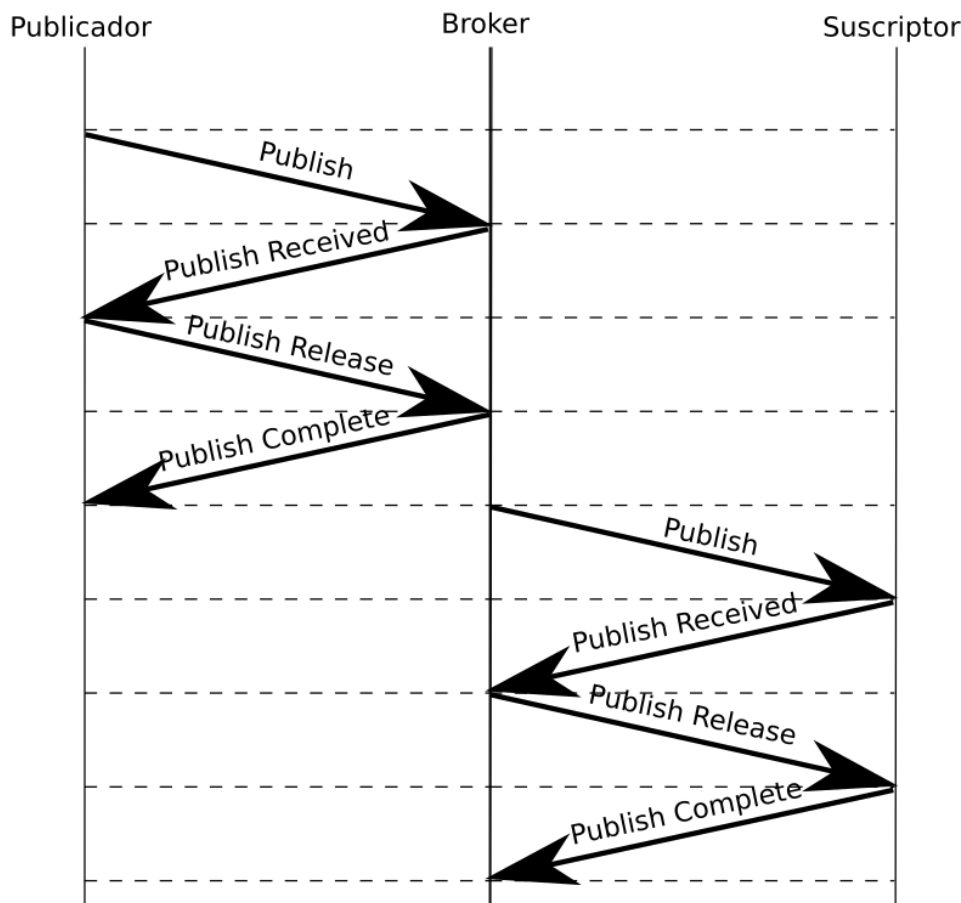 Publicador
Broker
Suscriptor
Publish
Publish Received
Publish Release
Publish Complete
Publish
Publish Received
Publish Release
Publish Complete